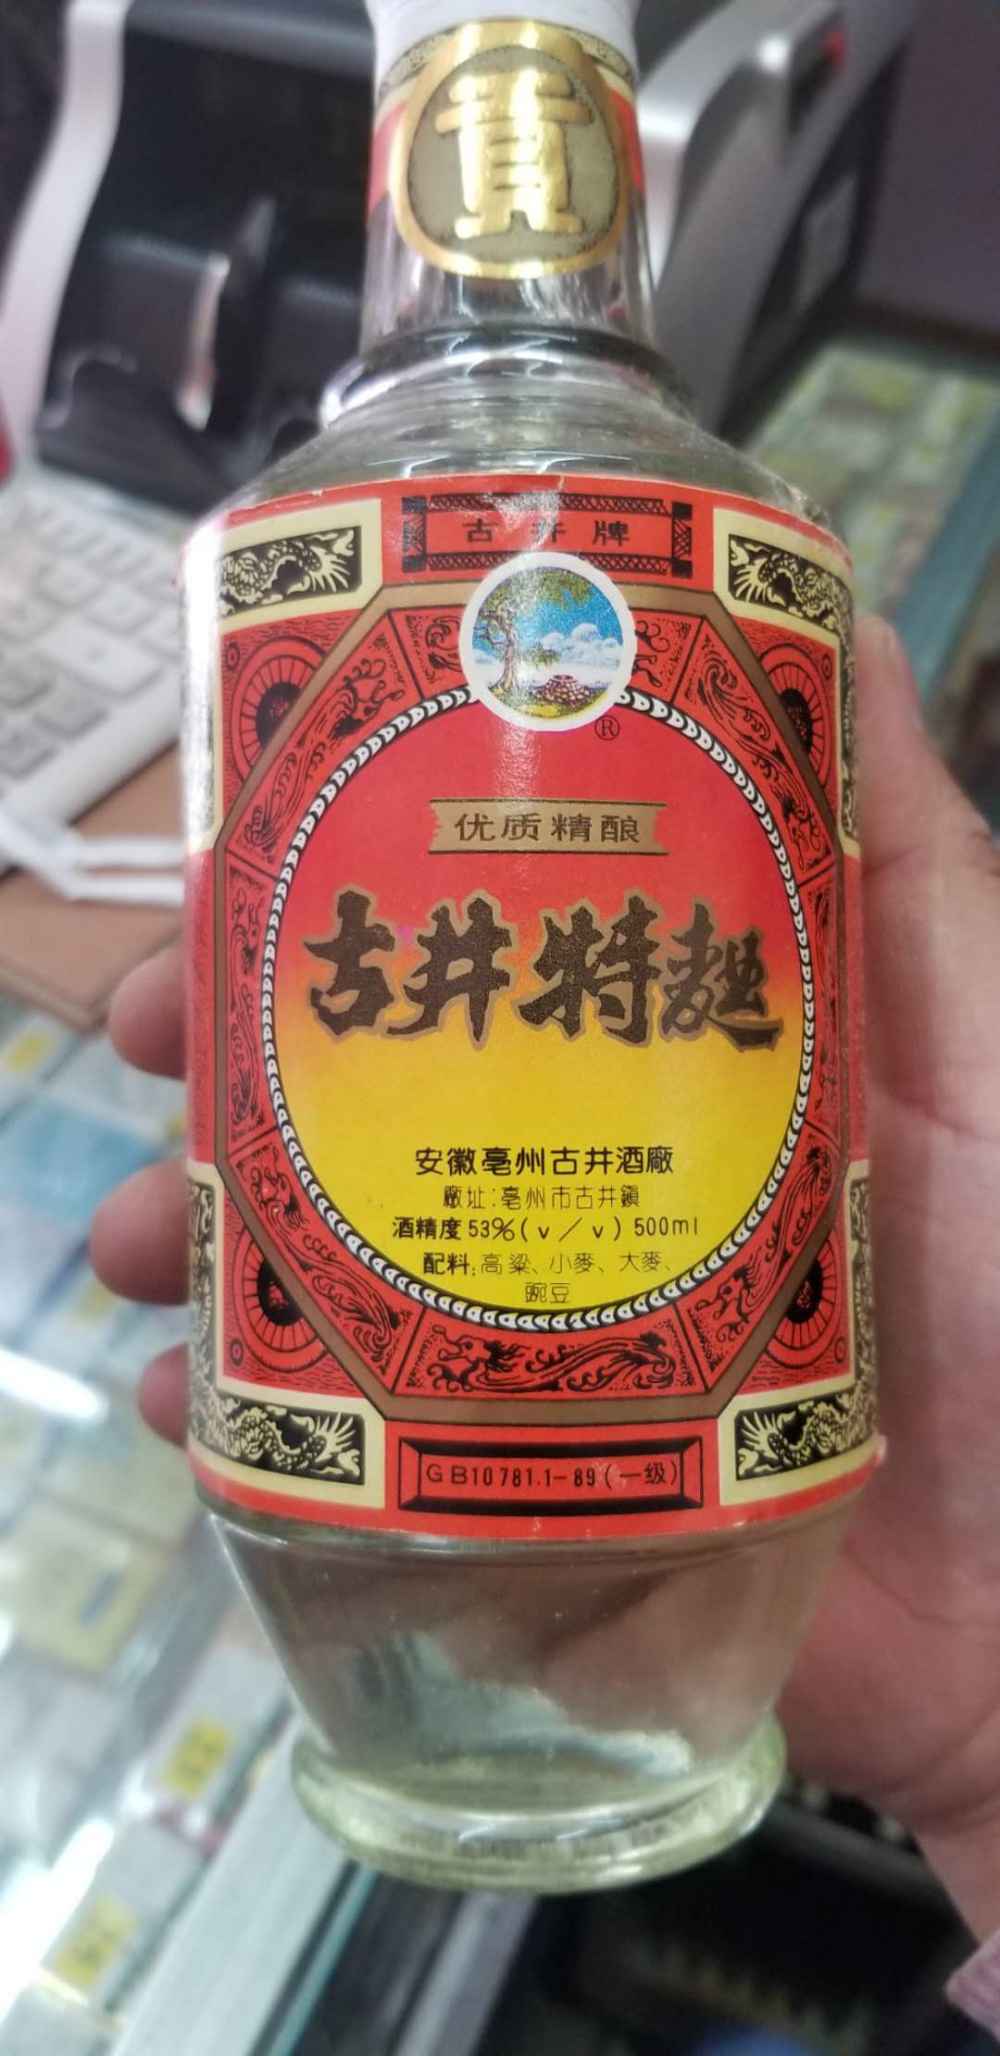 貢
古井牌
®
优质精酿
古井特麯
安徽亳州古井酒廠
廠址:亳州市古井鎮
酒精度53%(v/v) 500ml
配料:高粱、小麥、大麥、
豌豆
GB10781.1-89(一级)